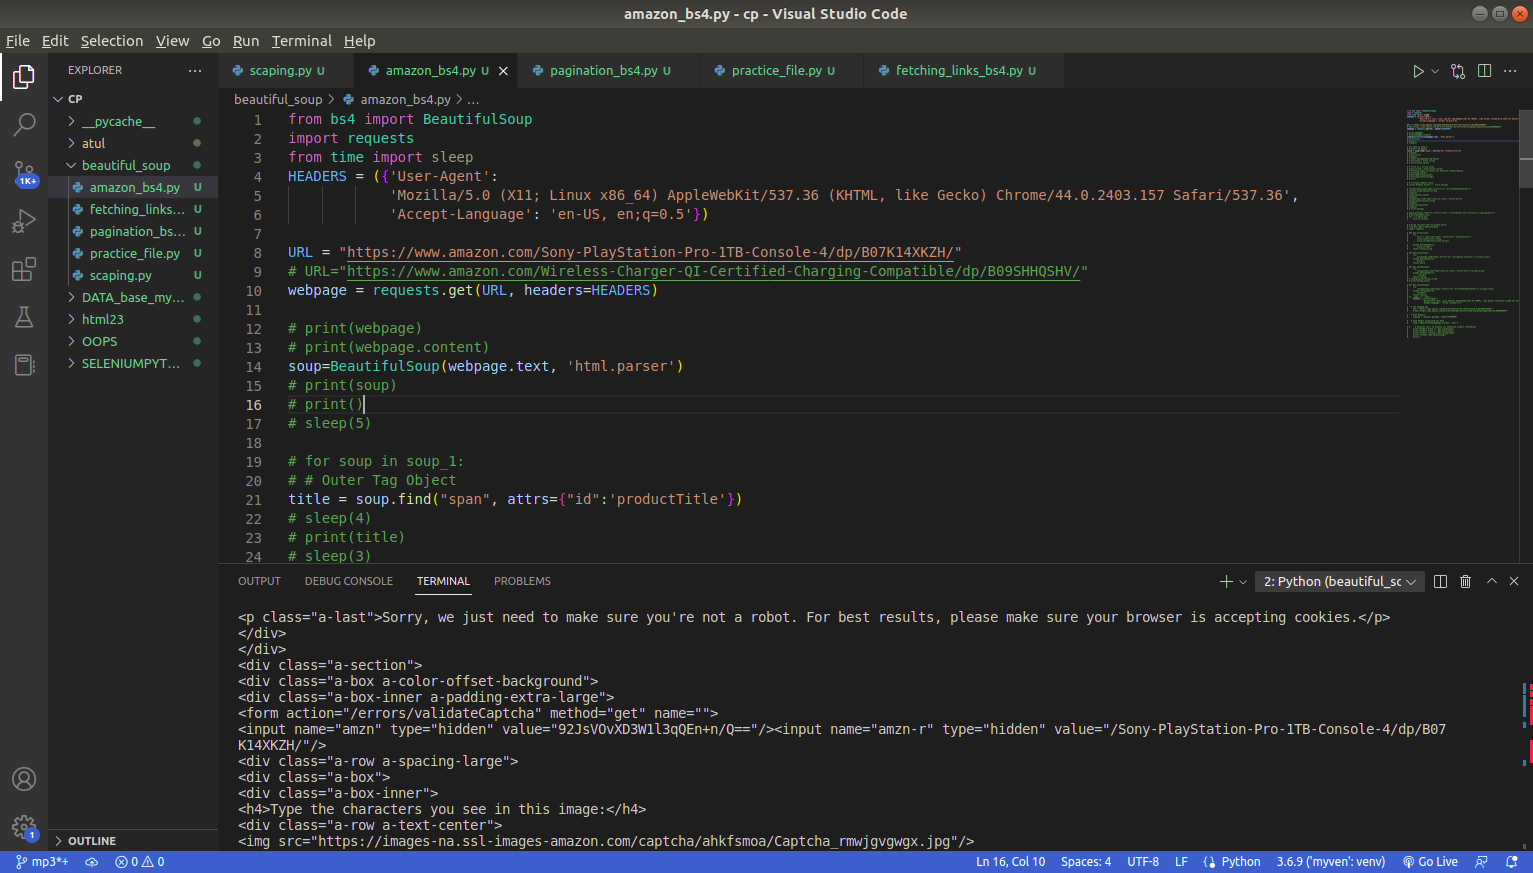 amazon_bs4.py - cp - Visual Studio Code
File Edit Selection View Go Run Terminal Help
EXPLORER
scaping.py U
amazon_bs4.py U
pagination_bs4.py U
practice_file.py U
fetching_links_bs4.py U
CP
__pycache__
atul
beautiful_soup
amazon_bs4.py U
fetching_links... U
pagination_bs... U
practice_file.py U
scaping.py U
DATA_base_my...
html23
OOPS
SELENIUMPYT...
OUTLINE
1K+
1
beautiful_soup > amazon_bs4.py > ...
1 from bs4 import BeautifulSoup
2 import requests
3 from time import sleep
4 HEADERS = ({'User-Agent':
5 'Mozilla/5.0 (X11; Linux x86_64) AppleWebKit/537.36 (KHTML, like Gecko) Chrome/44.0.2403.157 Safari/537.36',
6 'Accept-Language': 'en-US, en;q=0.5'})
7
8 URL = "https://www.amazon.com/Sony-PlayStation-Pro-1TB-Console-4/dp/B07K14XKZH/"
9 # URL="https://www.amazon.com/Wireless-Charger-QI-Certified-Charging-Compatible/dp/B09SHHQSHV/"
10 webpage = requests.get(URL, headers=HEADERS)
11
12 # print(webpage)
13 # print(webpage.content)
14 soup=BeautifulSoup(webpage.text, 'html.parser')
15 # print(soup)
16 # print()
17 # sleep(5)
18
19 # for soup in soup_1:
20 # # Outer Tag Object
21 title = soup.find("span", attrs={"id":'productTitle'})
22 # sleep(4)
23 # print(title)
24 # sleep(3)
OUTPUT DEBUG CONSOLE TERMINAL PROBLEMS
2: Python (beautiful_sc
<p class="a-last">Sorry, we just need to make sure you're not a robot. For best results, please make sure your browser is accepting cookies.</p>
</div>
</div>
<div class="a-section">
<div class="a-box a-color-offset-background">
<div class="a-box-inner a-padding-extra-large">
<form action="/errors/validateCaptcha" method="get" name="">
<input name="amzn" type="hidden" value="92JsVOvXD3W1l3qQEn+n/Q=="/><input name="amzn-r" type="hidden" value="/Sony-PlayStation-Pro-1TB-Console-4/dp/B07
K14XKZH/"/>
<div class="a-row a-spacing-large">
<div class="a-box">
<div class="a-box-inner">
<h4>Type the characters you see in this image:</h4>
<div class="a-row a-text-center">
<img src="https://images-na.ssl-images-amazon.com/captcha/ahkfsmoa/Captcha_rmwjgvgwgx.jpg"/>
mp3*+ 0 0 Ln 16, Col 10 Spaces: 4 UTF-8 LF Python 3.6.9 ('myven': venv) Go Live